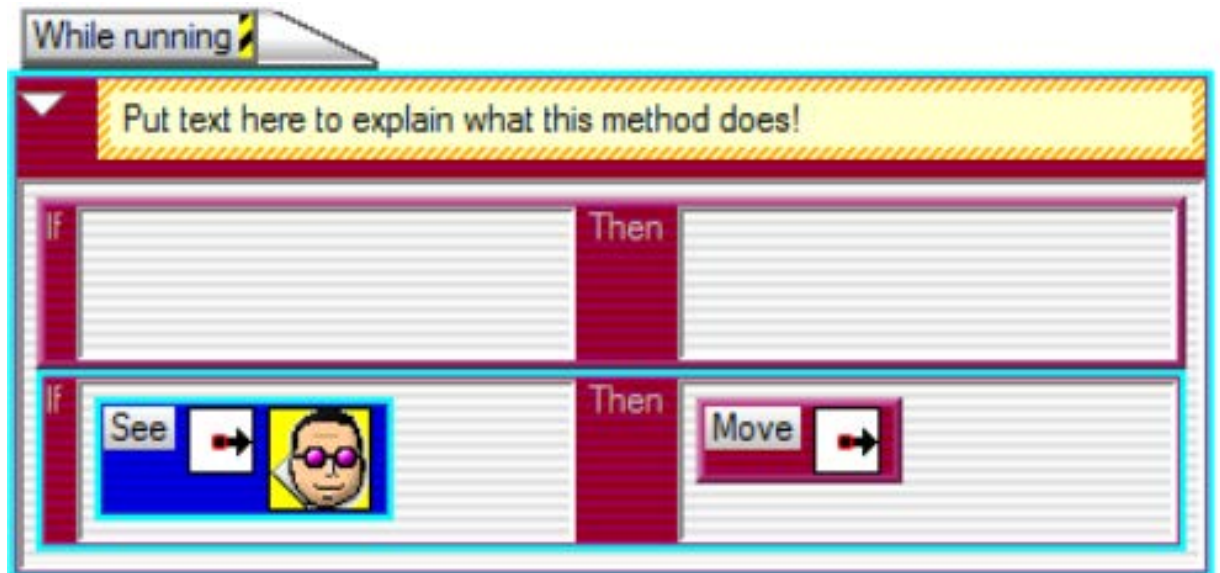 While running
Put text here to explain what this method does!
If Then
If See Then Move